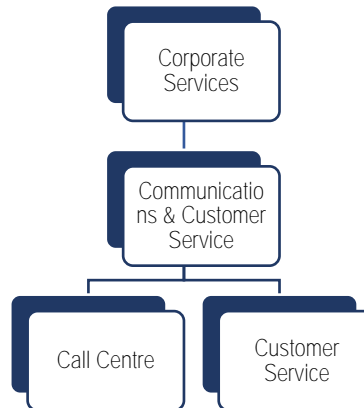 Corporate
Services
Communicatio
ns & Customer
Service
Call Centre
Customer
Service